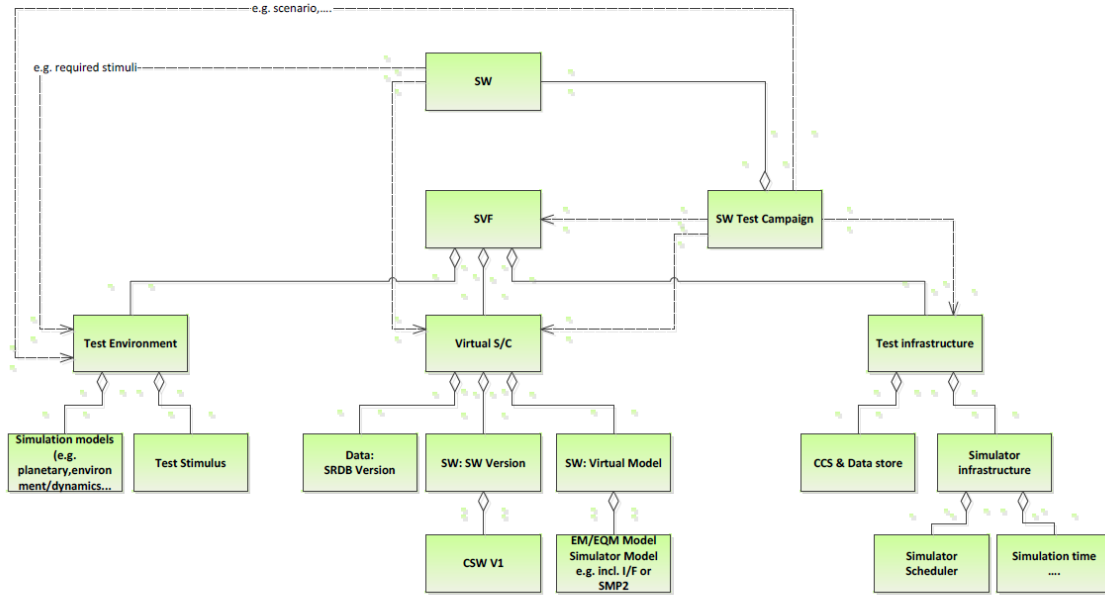 e.g. scenario,....
e.g. required stimuli
SW
SVF
SW Test Campaign
Test Environment
Virtual S/C
Test infrastructure
Simulation models
(e.g.
planetary,environ
ment/dynamics...
Test Stimulus
Data:
SRDB Version
SW: SW Version
SW: Virtual Model
CCS & Data store
Simulator
infrastructure
CSW V1
EM/EQM Model
Simulator Model
e.g. incl. I/F or
SMP2
Simulator
Scheduler
Simulation time
....